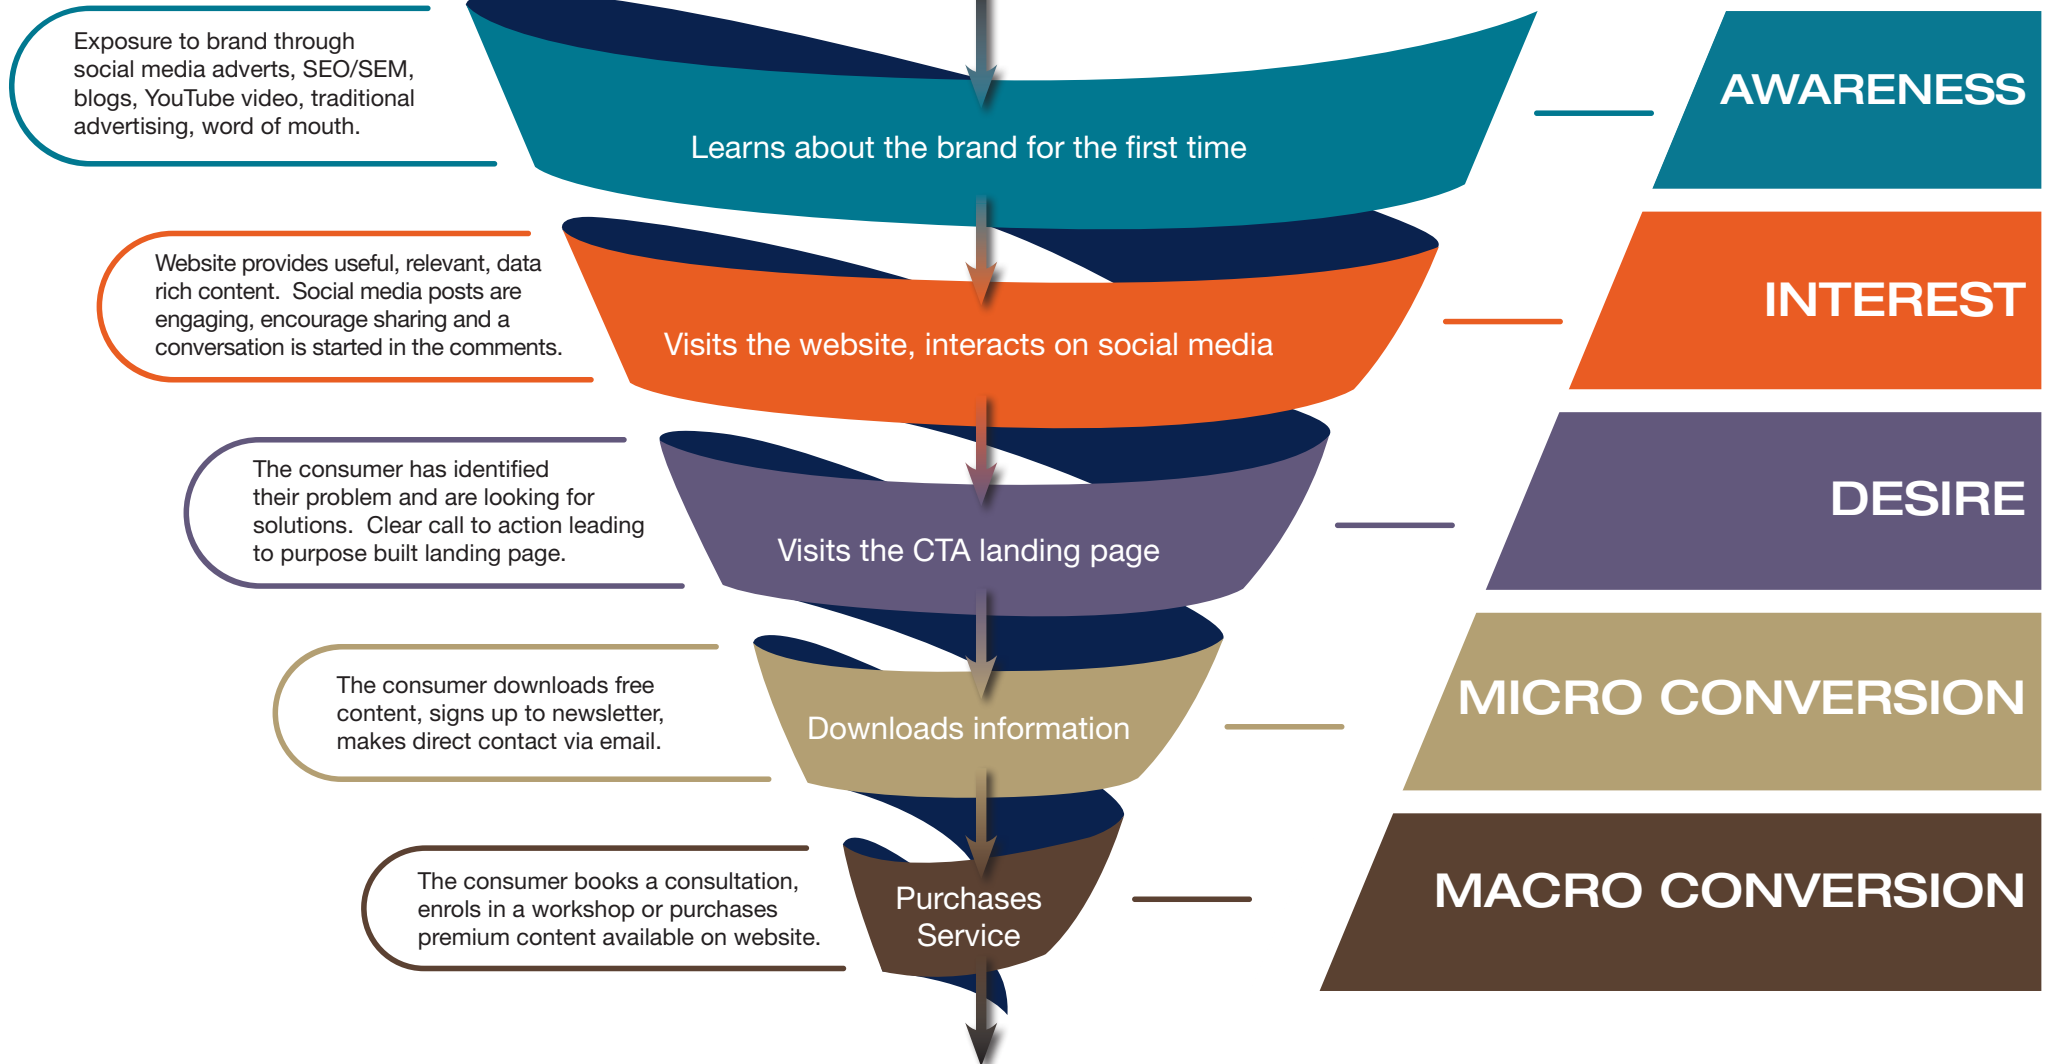 Exposure to brand through
social media adverts, SEO/SEM,
blogs, YouTube video, traditional
advertising, word of mouth.
Learns about the brand for the first time
AWARENESS
Website provides useful, relevant, data
rich content.  Social media posts are
engaging, encourage sharing and a
conversation is started in the comments.
Visits the website, interacts on social media
INTEREST
The consumer has identified
their problem and are looking for
solutions.  Clear call to action leading
to purpose built landing page.
Visits the CTA landing page
DESIRE
The consumer downloads free
content, signs up to newsletter,
makes direct contact via email.
Downloads information
MICRO CONVERSION
The consumer books a consultation,
enrols in a workshop or purchases
premium content available on website.
Purchases
Service
MACRO CONVERSION